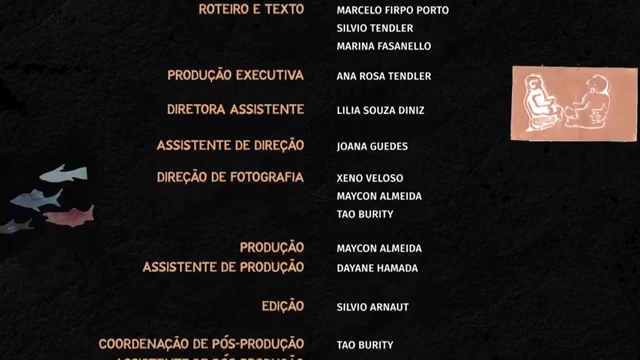 ROTEIRO E TEXTO MARCELO FIRPO PORTO
SILVIO TENDLER
MARINA FASANELLO
PRODUÇÃO EXECUTIVA ANA ROSA TENDLER
DIRETORA ASSISTENTE LILIA SOUZA DINIZ
ASSISTENTE DE DIREÇÃO JOANA GUEDES
DIREÇÃO DE FOTOGRAFIA XENO VELOSO
MAYCON ALMEIDA
TAO BURITY
PRODUÇÃO MAYCON ALMEIDA
ASSISTENTE DE PRODUÇÃO DAYANE HAMADA
EDIÇÃO SILVIO ARNAUT
COORDENAÇÃO DE PÓS-PRODUÇÃO TAO BURITY